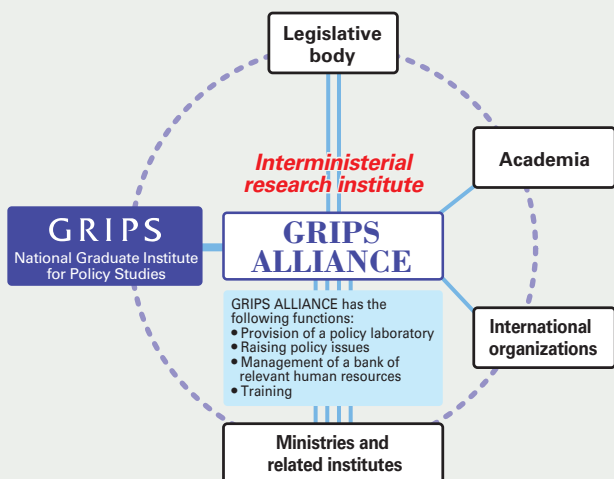 Legislative
body
Interministerial
research institute
Academia
GRIPS
National Graduate Institute
for Policy Studies
GRIPS
ALLIANCE
GRIPS ALLIANCE has the
following functions:
• Provision of a policy laboratory
• Raising policy issues
• Management of a bank of
relevant human resources
• Training
International
organizations
Ministries and
related institutes